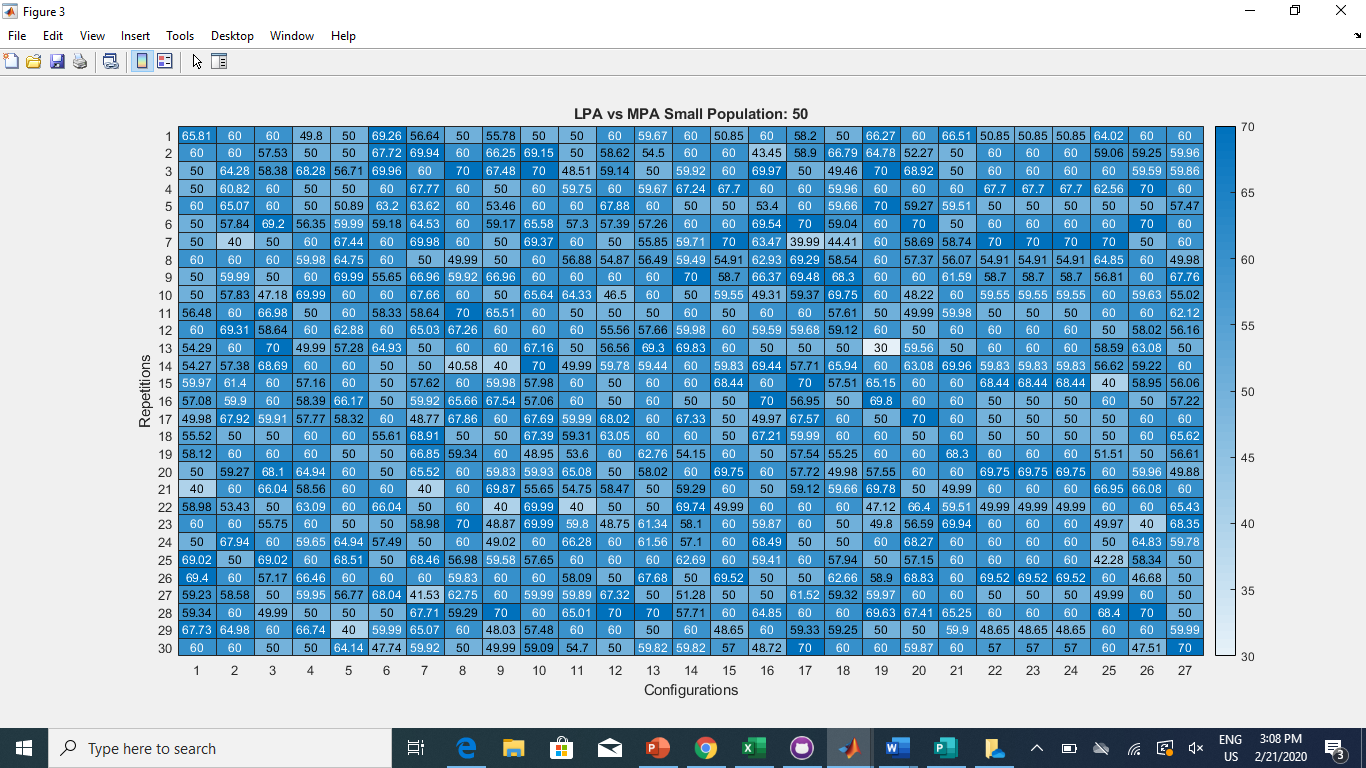 Figure 3
File Edit View Insert Tools Desktop Window Help
LPA vs MPA Small Population: 50
1 65.81 60 60 49.8 50 69.26 56.64 50 55.78 50 50 60 59.67 60 50.85 60 58.2 50 66.27 60 66.51 50.85 50.85 50.85 64.02 60 60
2 60 60 57.53 50 50 67.72 69.94 60 66.25 69.15 50 58.62 54.5 60 60 43.45 58.9 66.79 64.78 52.27 50 60 60 60 59.06 59.25 59.96
3 50 64.28 58.38 68.28 56.71 69.96 60 70 67.48 70 48.51 59.14 50 59.92 60 69.97 50 49.46 70 68.92 50 60 60 60 60 59.59 59.86
4 50 60.82 60 50 50 60 67.77 60 50 60 59.75 60 59.67 67.24 67.7 60 60 59.96 60 60 60 67.7 67.7 67.7 62.56 70 60
5 60 65.07 60 50 50.89 63.2 63.62 60 53.46 60 60 67.88 60 50 50 53.4 60 59.66 70 59.27 59.51 50 50 50 50 50 57.47
6 50 57.84 69.2 56.35 59.99 59.18 64.53 60 59.17 65.58 57.3 57.39 57.26 60 60 69.54 70 59.04 60 70 50 60 60 60 60 70 60
7 50 40 50 60 67.44 60 69.98 60 50 69.37 60 50 55.85 59.71 70 63.47 39.99 44.41 60 58.69 58.74 70 70 70 70 50 60
8 60 60 60 59.98 64.75 60 50 49.99 50 60 56.88 54.87 56.49 59.49 54.91 62.93 69.29 58.54 60 57.37 56.07 54.91 54.91 54.91 64.85 60 49.98
9 50 59.99 50 60 69.99 55.65 66.96 59.92 66.96 60 60 60 60 70 58.7 66.37 69.48 68.3 60 60 61.59 58.7 58.7 58.7 56.81 60 67.76
10 50 57.83 47.18 69.99 60 60 67.66 60 50 65.64 64.33 46.5 60 50 59.55 49.31 59.37 69.75 60 48.22 60 59.55 59.55 59.55 60 59.63 55.02
11 56.48 60 66.98 50 60 58.33 58.64 70 65.51 60 60 50 60 60 50 60 60 57.61 50 49.99 59.98 50 50 50 60 60 62.12
12 60 69.31 58.64 60 62.88 60 65.03 67.26 60 60 60 55.56 57.66 59.98 60 59.59 59.68 59.12 60 50 60 60 60 60 50 58.02 56.16
13 54.29 60 70 49.99 57.28 64.93 50 60 60 67.16 50 56.56 69.3 69.83 60 50 50 50 30 59.56 50 60 60 60 58.59 63.08 50
14 54.27 57.38 68.69 60 60 50 50 40.58 40 70 49.99 59.78 59.44 60 59.83 69.44 57.71 65.94 60 63.08 69.96 59.83 59.83 59.83 56.62 59.22 60
15 59.97 61.4 60 57.16 60 50 57.62 60 59.98 57.98 60 50 60 50 68.44 60 70 57.51 65.15 60 60 68.44 68.44 68.44 40 58.95 56.06
16 57.08 59.9 60 58.39 66.17 50 59.92 65.66 67.54 57.06 60 50 60 50 50 70 56.95 50 69.8 60 60 50 50 50 60 50 57.22
17 49.98 67.92 59.91 57.77 58.32 60 48.77 67.86 60 67.69 59.99 68.02 60 67.33 50 49.97 67.57 60 50 70 60 50 50 50 50 60 60
18 55.52 50 50 60 60 55.61 68.91 50 50 67.39 59.31 63.05 60 60 50 67.21 59.99 60 60 50 60 50 50 50 50 60 65.62
19 58.12 60 60 60 50 50 66.85 59.34 60 48.95 53.6 60 62.76 54.15 60 50 57.54 55.25 60 60 68.3 60 60 60 51.51 50 56.61
20 50 59.27 68.1 64.94 60 50 65.52 60 59.83 59.93 65.08 50 58.02 60 69.75 60 57.72 49.98 57.55 60 60 69.75 69.75 69.75 60 59.96 49.88
21 40 60 66.04 58.56 60 60 40 60 69.87 55.65 54.75 58.47 50 59.29 60 50 59.12 59.66 69.78 50 49.99 60 60 60 66.95 66.08 60
22 58.98 53.43 50 63.09 60 66.04 50 60 40 69.99 40 50 50 69.74 49.99 60 60 60 47.12 66.4 59.51 49.99 49.99 49.99 60 60 65.43
23 60 60 55.75 60 50 50 58.98 70 48.87 69.99 59.8 48.75 61.34 58.1 60 59.87 60 50 49.8 56.59 69.94 60 60 60 49.97 40 68.35
24 50 67.94 60 59.65 64.94 57.49 50 60 49.02 60 66.28 60 61.56 57.1 60 68.49 50 50 60 68.27 60 60 60 60 50 64.83 59.78
25 69.02 50 69.02 60 68.51 50 68.46 56.98 59.58 57.65 60 60 60 62.69 60 59.41 60 57.94 50 57.15 60 60 60 60 42.28 58.34 50
26 69.4 60 57.17 66.46 60 60 60 59.83 60 60 58.09 50 67.68 50 69.52 50 50 62.66 58.9 68.83 60 69.52 69.52 69.52 60 46.68 50
27 59.23 58.58 50 59.95 56.77 68.04 41.53 62.75 60 59.99 59.89 67.32 50 51.28 50 50 61.52 59.32 59.97 60 60 50 50 50 49.99 60 50
28 59.34 60 49.99 50 50 50 67.71 59.29 70 60 65.01 70 70 57.71 60 64.85 60 60 69.63 67.41 65.25 60 60 60 68.4 70 50
29 67.73 64.98 60 66.74 40 59.99 65.07 60 48.03 57.48 60 60 50 60 48.65 60 59.33 59.25 50 50 59.9 48.65 48.65 48.65 60 60 59.99
30 60 60 50 50 64.14 47.74 59.92 50 49.99 59.09 54.7 50 59.82 59.82 57 48.72 70 60 60 59.87 60 57 57 57 60 47.51 70
1 2 3 4 5 6 7 8 9 10 11 12 13 14 15 16 17 18 19 20 21 22 23 24 25 26 27
Repetitions
Configurations
70
65
60
55
50
45
40
35
30
Type here to search
ENG
US
3:08 PM
2/21/2020
3